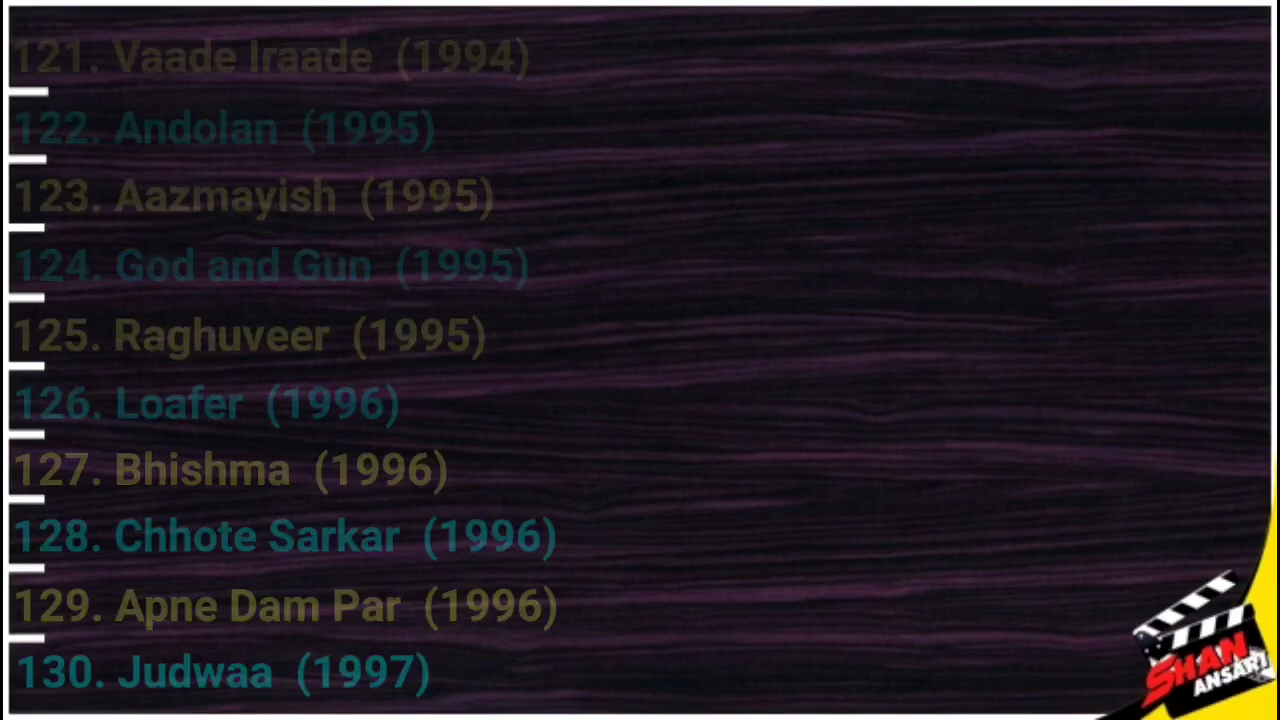 121. Vaade Iraade (1994)
122. Andolan (1995)
123. Aazmayish (1995)
124. God and Gun (1995)
125. Raghuveer (1995)
126. Loafer (1996)
127. Bhishma (1996)
128. Chhote Sarkar (1996)
129. Apne Dam Par (1996)
130. Judwaa (1997)
SHAN
ANSARI